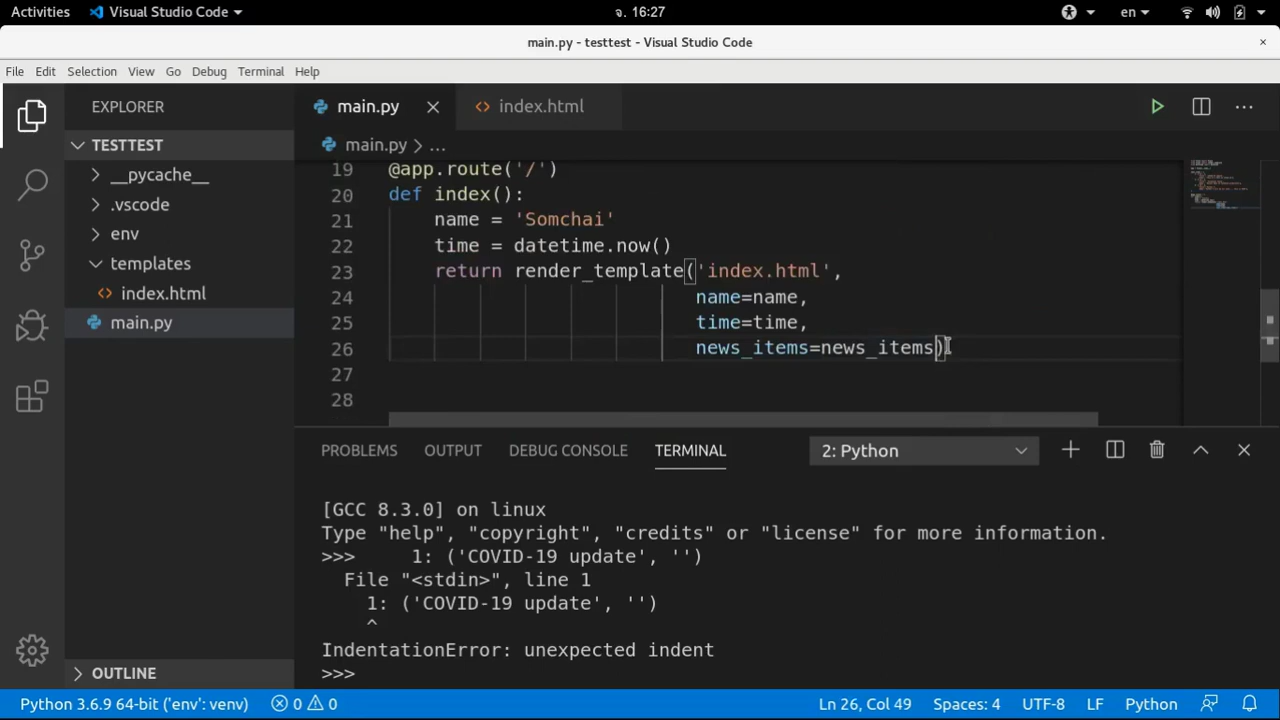 Activities
Visual Studio Code
จ. 16:27
en
main.py - testtest - Visual Studio Code
File Edit Selection View Go Debug Terminal Help
EXPLORER
TESTTEST
__pycache__
.vscode
env
templates
index.html
main.py
OUTLINE
main.py
index.html
main.py > ...
19 @app.route('/')
20 def index():
21 name = 'Somchai'
22 time = datetime.now()
23 return render_template('index.html',
24 name=name,
25 time=time,
26 news_items=news_items)
27
28
PROBLEMS OUTPUT DEBUG CONSOLE TERMINAL
2: Python
[GCC 8.3.0] on linux
Type "help", "copyright", "credits" or "license" for more information.
>>> 1: ('COVID-19 update', '')
File "<stdin>", line 1
1: ('COVID-19 update', '')
^
IndentationError: unexpected indent
>>>
Python 3.6.9 64-bit ('env': venv)
0 0
Ln 26, Col 49
Spaces: 4
UTF-8
LF
Python